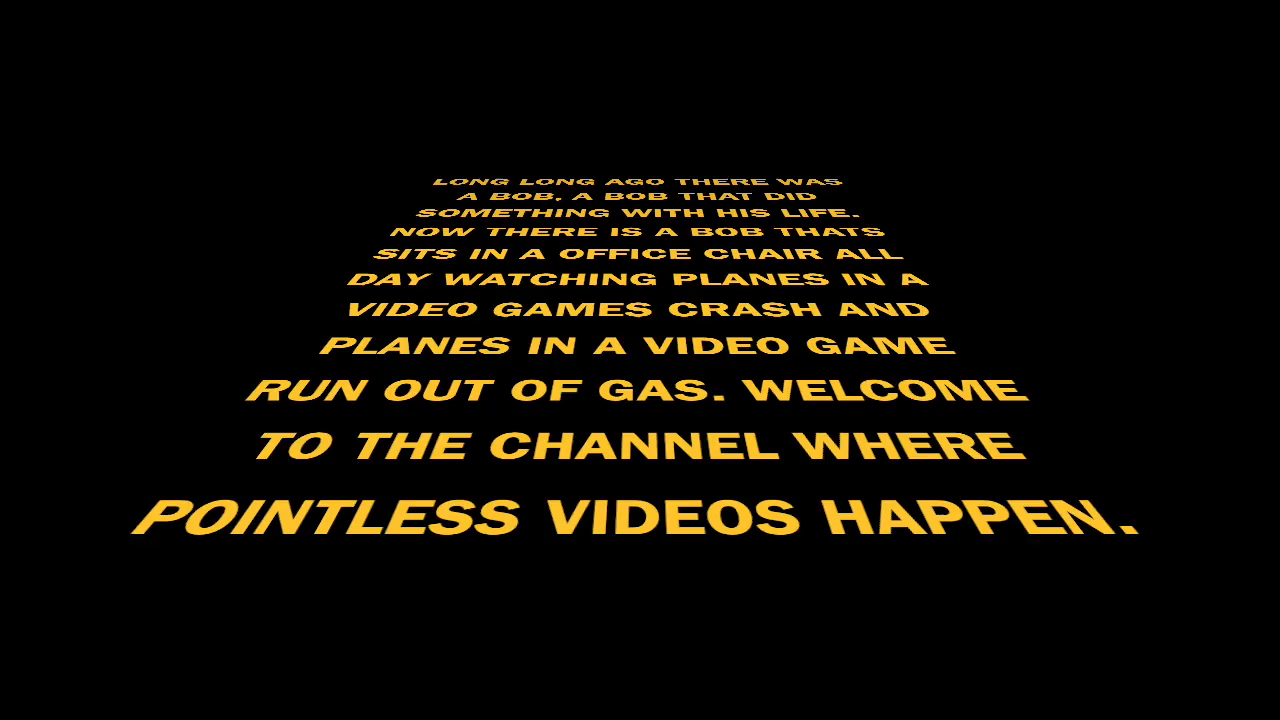 LONG LONG AGO THERE WAS
A BOB, A BOB THAT DID
SOMETHING WITH HIS LIFE.
NOW THERE IS A BOB THATS
SITS IN A OFFICE CHAIR ALL
DAY WATCHING PLANES IN A
VIDEO GAMES CRASH AND
PLANES IN A VIDEO GAME
RUN OUT OF GAS. WELCOME
TO THE CHANNEL WHERE
POINTLESS VIDEOS HAPPEN.